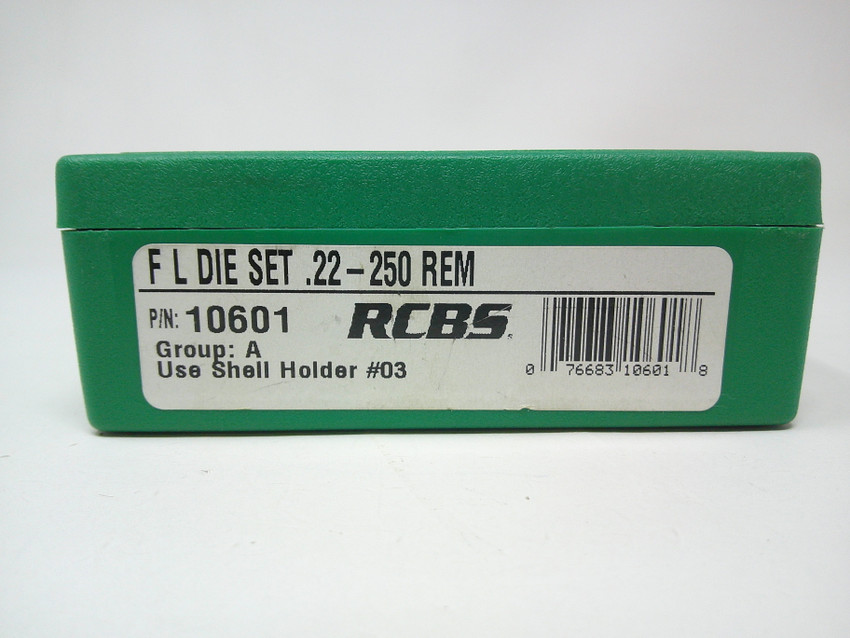 F L DIE SET .22-250 REM
P/N: 10601 RCBS.
Group: A
Use Shell Holder #03
0 76683 10601 8